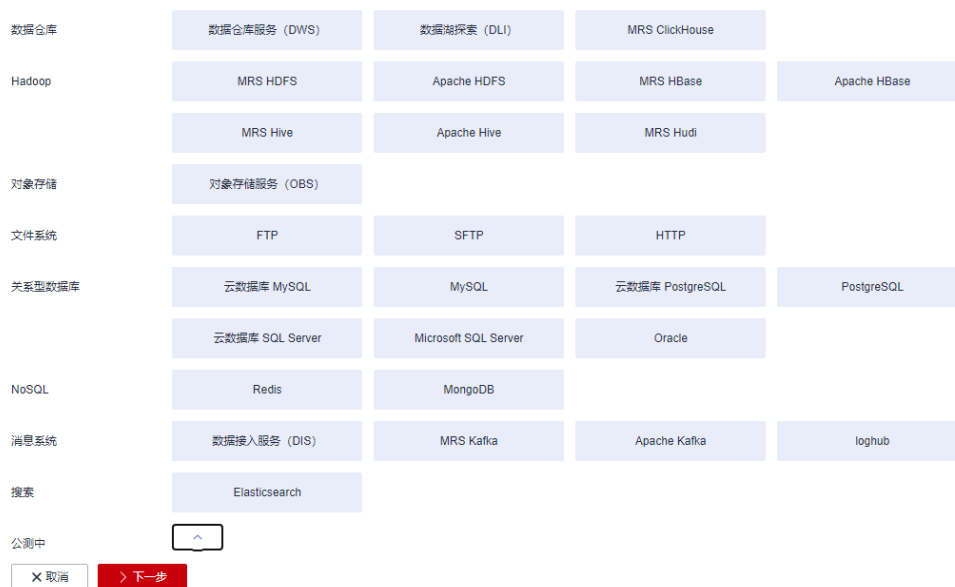 数据仓库 数据仓库服务（DWS） 数据湖探索（DLI） MRS ClickHouse
Hadoop MRS HDFS Apache HDFS MRS HBase Apache HBase
MRS Hive Apache Hive MRS Hudi
对象存储 对象存储服务（OBS）
文件系统 FTP SFTP HTTP
关系型数据库 云数据库 MySQL MySQL 云数据库 PostgreSQL PostgreSQL
云数据库 SQL Server Microsoft SQL Server Oracle
NoSQL Redis MongoDB
消息系统 数据接入服务（DIS） MRS Kafka Apache Kafka loghub
搜索 Elasticsearch
公测中
取消 下一步